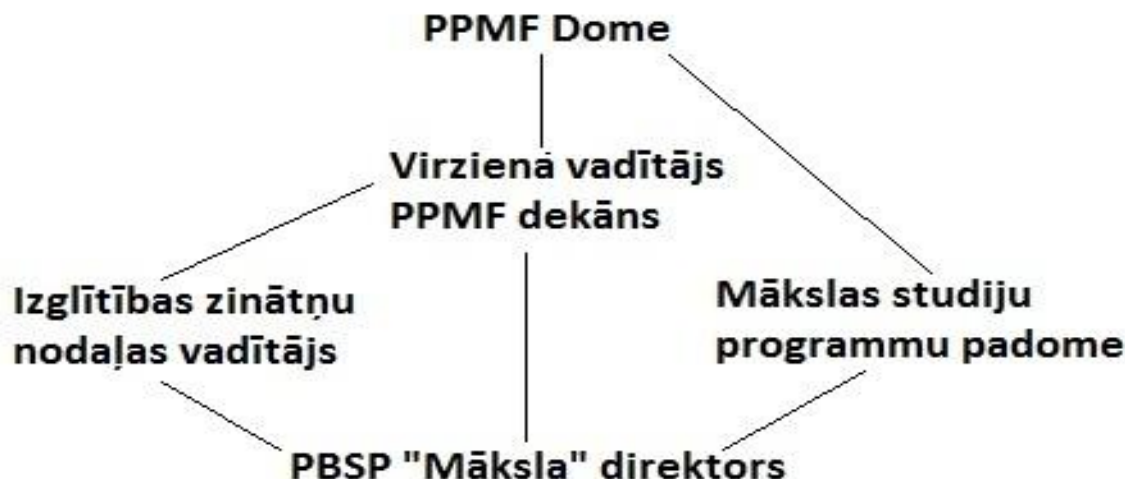 PPMF Dome
Virziena vadītājs
PPMF dekāns
Izglītības zinātņu
nodaļas vadītājs
Mākslas studiju
programmu padome
PBSP "Māksla" direktors